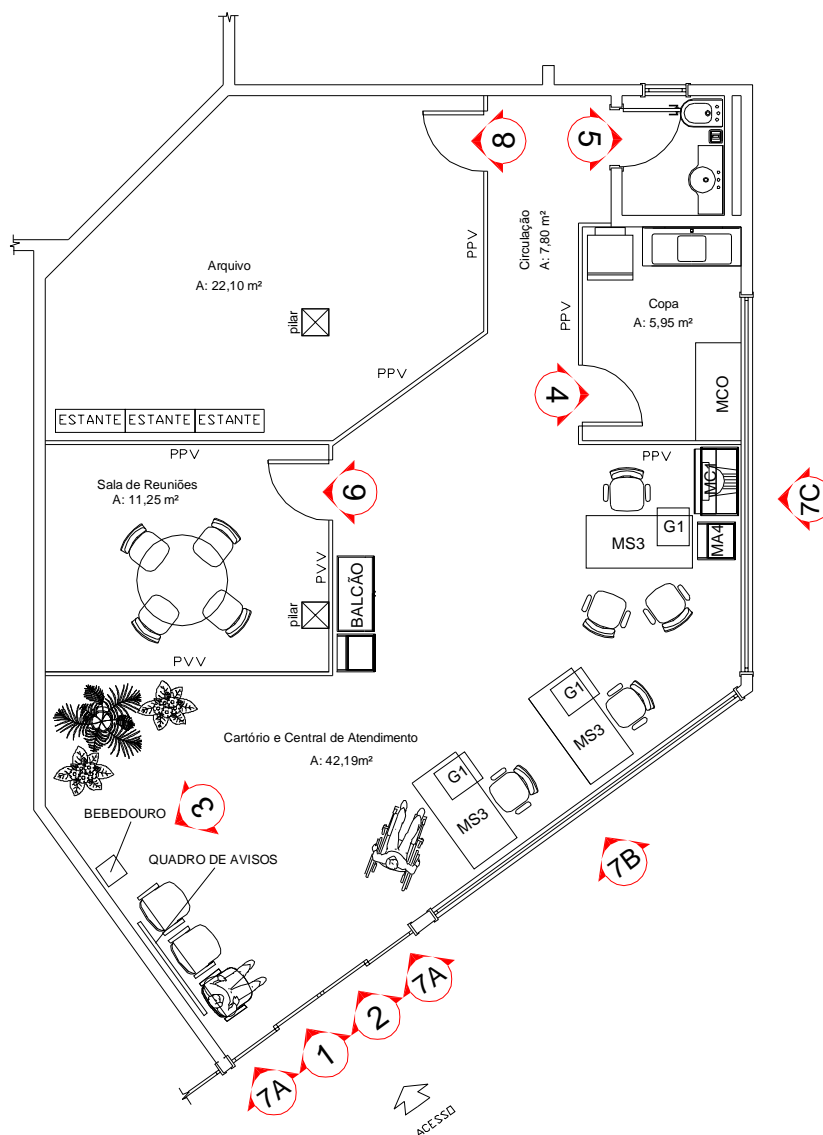 8
5
Circulação
A: 7,80 m²
PPV
Arquivo
A: 22,10 m²
pilar
PPV
Copa
A: 5,95 m²
PPV
MCO
4
ESTANTE ESTANTE ESTANTE
PPV
Sala de Reuniões
A: 11,25 m²
6
PPV
MC1
7C
G1
MS3
MA4
PVV
BALCÃO
pilar
PVV
G1
MS3
Cartório e Central de Atendimento
A: 42,19m²
G1
MS3
3
BEBEDOURO
QUADRO DE AVISOS
7B
7A
2
1
7A
ACESSO